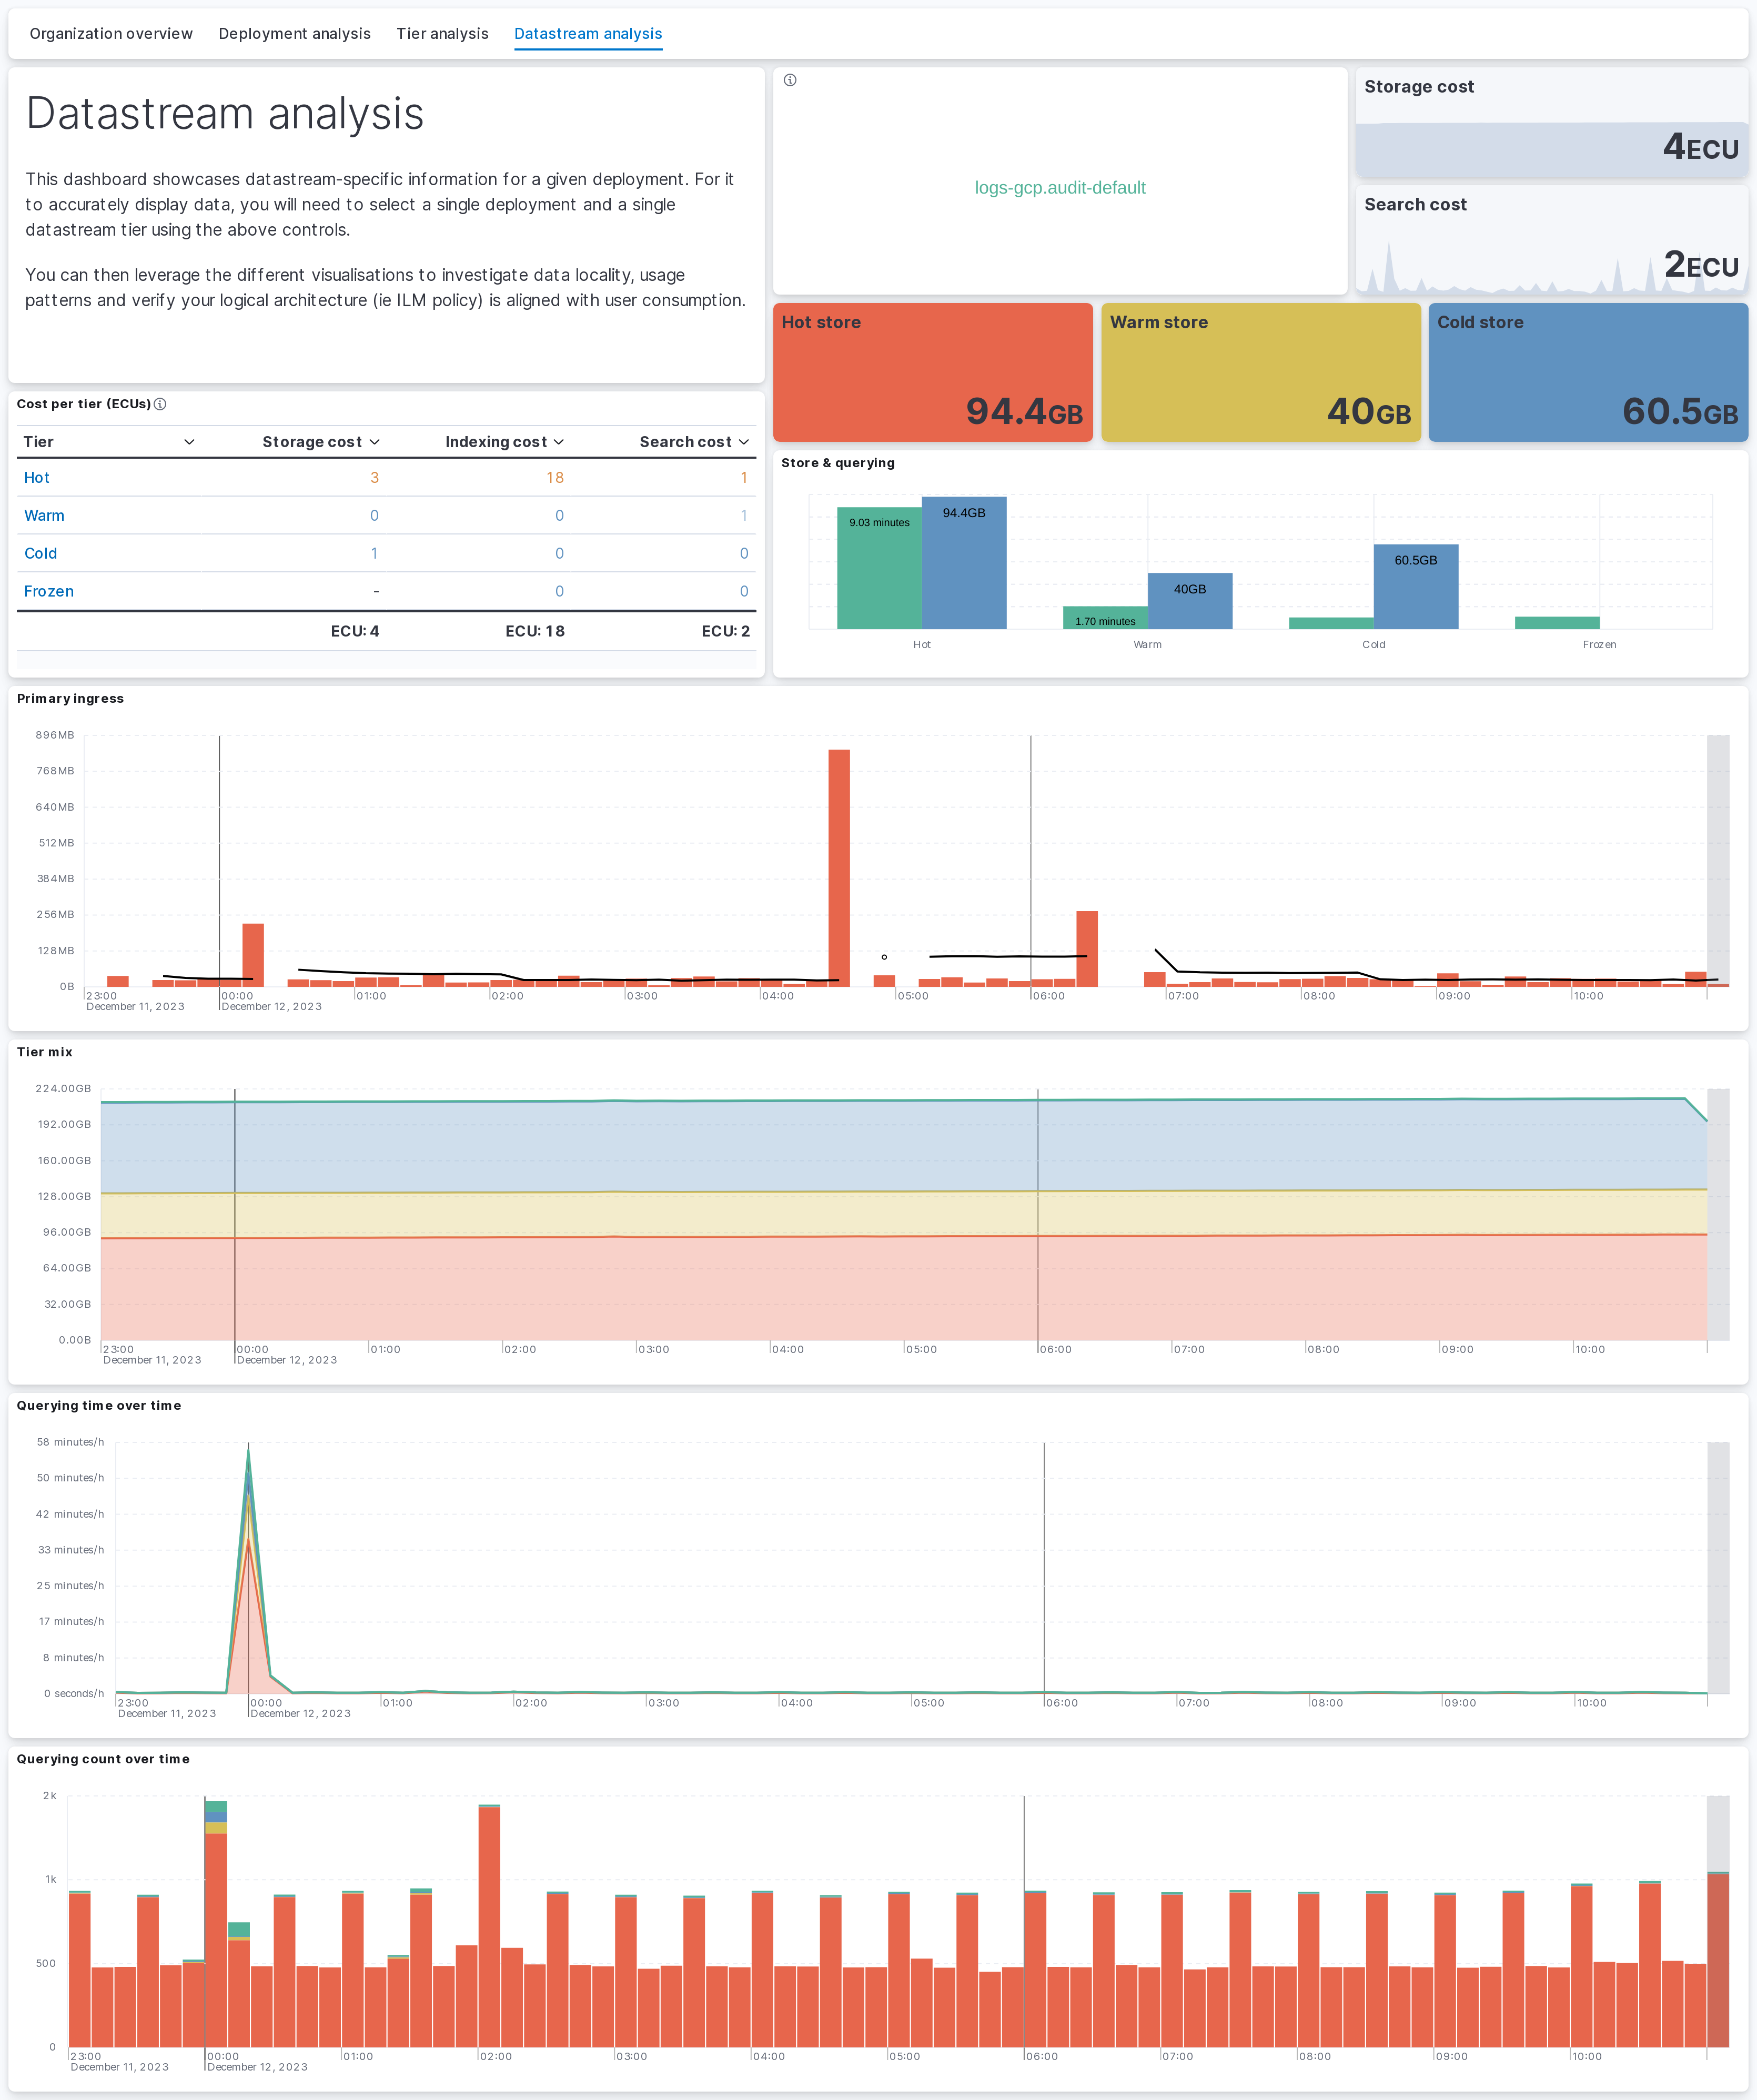 Organization overview Deployment analysis Tier analysis Datastream analysis
Datastream analysis
This dashboard showcases datastream-specific information for a given deployment. For it
to accurately display data, you will need to select a single deployment and a single
datastream tier using the above controls.
You can then leverage the different visualisations to investigate data locality, usage
patterns and verify your logical architecture (ie ILM policy) is aligned with user consumption.
logs-gcp.audit-default
Storage cost
4ECU
Search cost
2ECU
Hot store
94.4GB
Warm store
40GB
Cold store
60.5GB
Cost per tier (ECUs)
Tier Storage cost Indexing cost Search cost
Hot 3 18 1
Warm 0 0 1
Cold 1 0 0
Frozen - 0 0
ECU: 4 ECU: 18 ECU: 2
Store & querying
9.03 minutes 94.4GB
1.70 minutes 40GB
60.5GB
Hot Warm Cold Frozen
Primary ingress
896MB
768MB
640MB
512MB
384MB
256MB
128MB
0B
23:00 00:00 01:00 02:00 03:00 04:00 05:00 06:00 07:00 08:00 09:00 10:00
December 11, 2023 December 12, 2023
Tier mix
224.00GB
192.00GB
160.00GB
128.00GB
96.00GB
64.00GB
32.00GB
0.00B
23:00 00:00 01:00 02:00 03:00 04:00 05:00 06:00 07:00 08:00 09:00 10:00
December 11, 2023 December 12, 2023
Querying time over time
58 minutes/h
50 minutes/h
42 minutes/h
33 minutes/h
25 minutes/h
17 minutes/h
8 minutes/h
0 seconds/h
23:00 00:00 01:00 02:00 03:00 04:00 05:00 06:00 07:00 08:00 09:00 10:00
December 11, 2023 December 12, 2023
Querying count over time
2k
1k
500
0
23:00 00:00 01:00 02:00 03:00 04:00 05:00 06:00 07:00 08:00 09:00 10:00
December 11, 2023 December 12, 2023